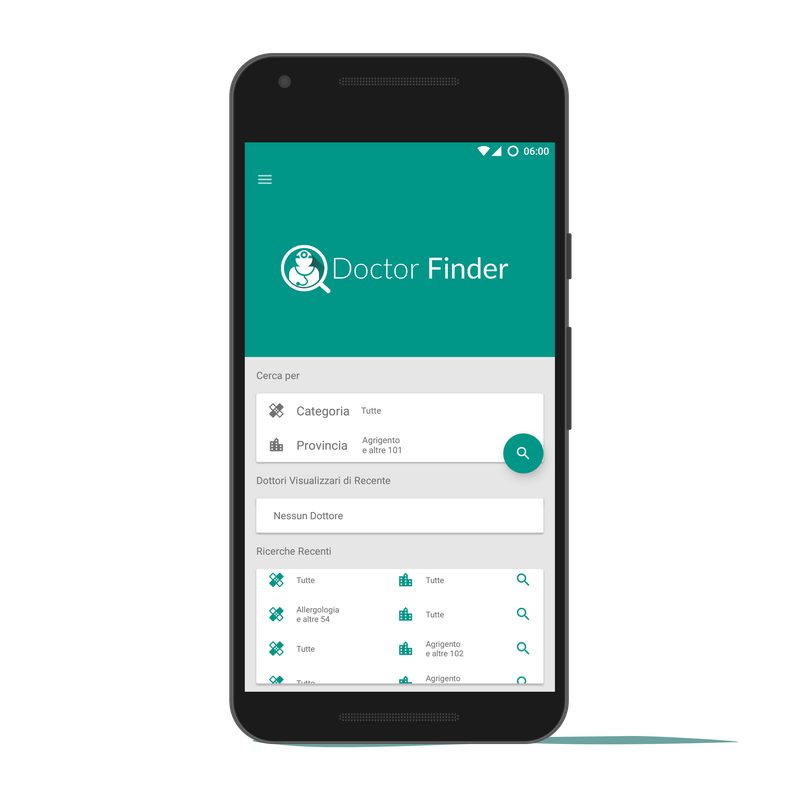 06:00
Doctor Finder
Cerca per
Categoria Tutte
Provincia Agrigento
e altre 101
Dottori Visualizzari di Recente
Nessun Dottore
Ricerche Recenti
Tutte Tutte
Allergologia
e altre 54 Tutte
Tutte Agrigento
e altre 102
Tutte Agrigento